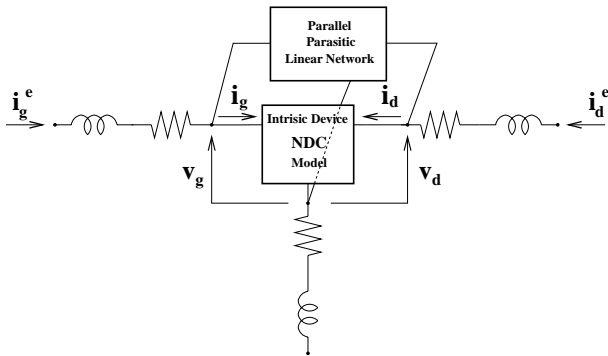 Parallel
Parasitic
Linear Network
i_g^e
i_g
i_d
i_d^e
Intrisic Device
NDC
Model
v_g
v_d